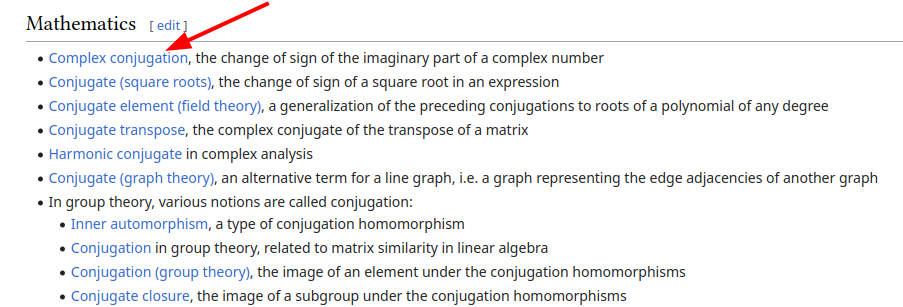 Mathematics [ edit ]
• Complex conjugation, the change of sign of the imaginary part of a complex number
• Conjugate (square roots), the change of sign of a square root in an expression
• Conjugate element (field theory), a generalization of the preceding conjugations to roots of a polynomial of any degree
• Conjugate transpose, the complex conjugate of the transpose of a matrix
• Harmonic conjugate in complex analysis
• Conjugate (graph theory), an alternative term for a line graph, i.e. a graph representing the edge adjacencies of another graph
• In group theory, various notions are called conjugation:
• Inner automorphism, a type of conjugation homomorphism
• Conjugation in group theory, related to matrix similarity in linear algebra
• Conjugation (group theory), the image of an element under the conjugation homomorphisms
• Conjugate closure, the image of a subgroup under the conjugation homomorphisms